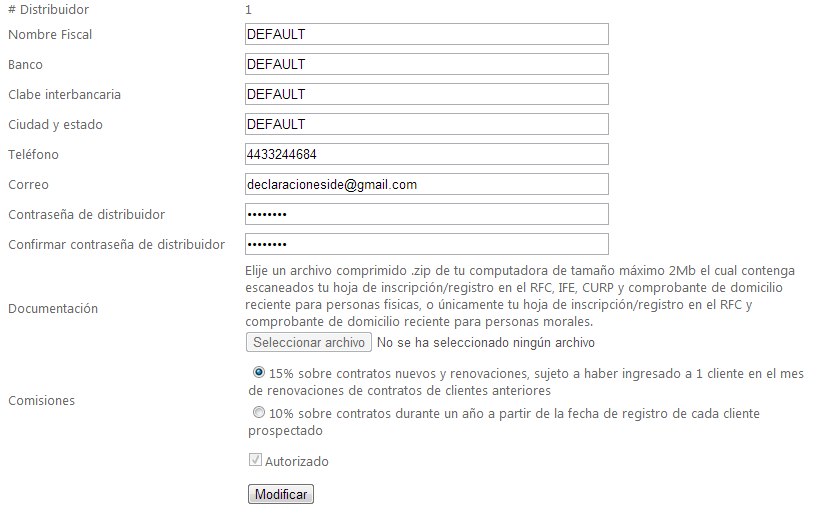 # Distribuidor 1
Nombre Fiscal DEFAULT
Banco DEFAULT
Clabe interbancaria DEFAULT
Ciudad y estado DEFAULT
Teléfono 4433244684
Correo declaracioneside@gmail.com
Contraseña de distribuidor ••••••••
Confirmar contraseña de distribuidor ••••••••
Documentación
Elije un archivo comprimido .zip de tu computadora de tamaño máximo 2Mb el cual contenga
escaneados tu hoja de inscripción/registro en el RFC, IFE, CURP y comprobante de domicilio
reciente para personas fisicas, o únicamente tu hoja de inscripción/registro en el RFC y
comprobante de domicilio reciente para personas morales.
Seleccionar archivo No se ha seleccionado ningún archivo
Comisiones
15% sobre contratos nuevos y renovaciones, sujeto a haber ingresado a 1 cliente en el mes
de renovaciones de contratos de clientes anteriores
10% sobre contratos durante un año a partir de la fecha de registro de cada cliente
prospectado
Autorizado
Modificar